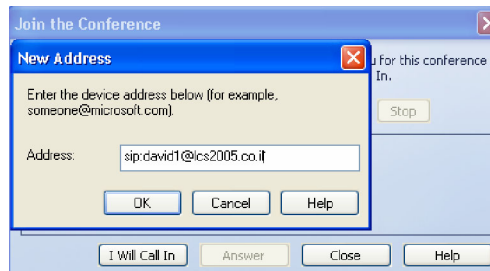 Join the Conference
New Address
for this conference
In.
Enter the device address below (for example,
someone@microsoft.com).
Stop
Address:
sip:david1@lcs2005.co.il
OK Cancel Help
I Will Call In Answer Close Help